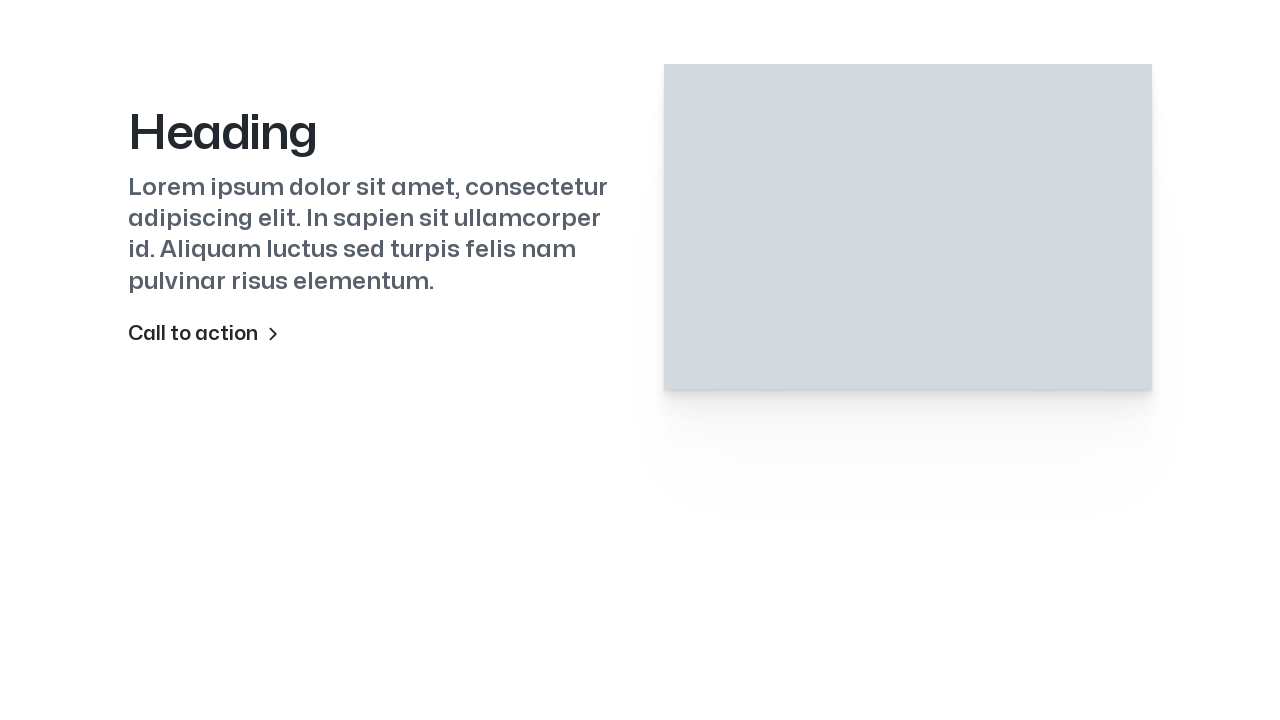 Heading
Lorem ipsum dolor sit amet, consectetur
adipiscing elit. In sapien sit ullamcorper
id. Aliquam luctus sed turpis felis nam
pulvinar risus elementum.
Call to action